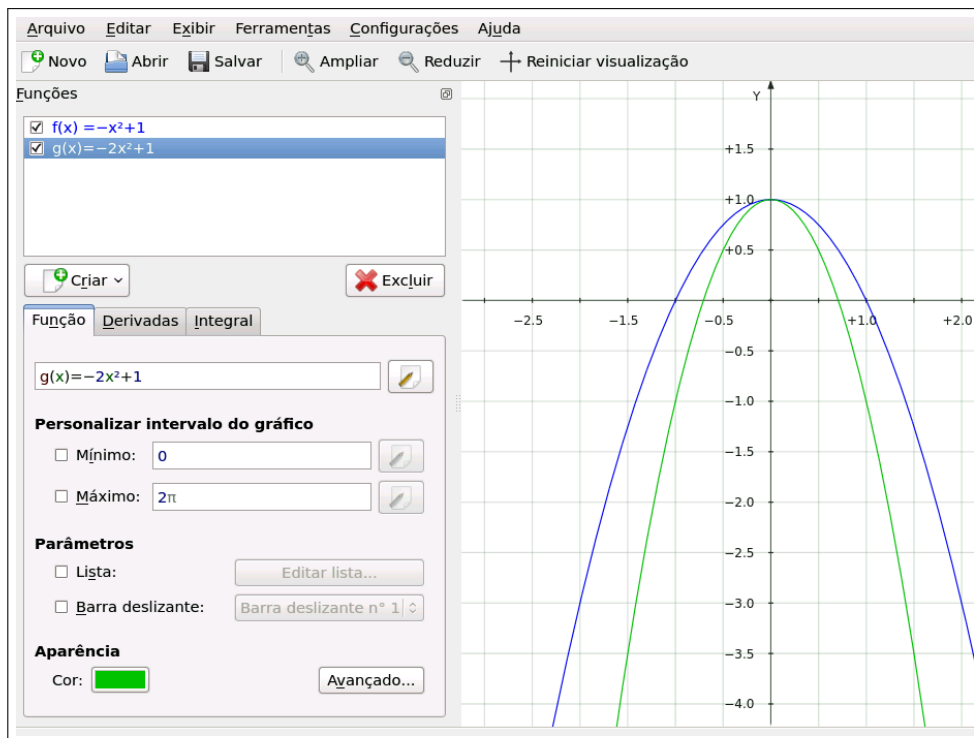 Arquivo Editar Exibir Ferramentas Configurações Ajuda
Novo Abrir Salvar Ampliar Reduzir Reiniciar visualização
Funções
f(x) =−x²+1
g(x)=−2x²+1
Criar Excluir
Função Derivadas Integral
g(x)=−2x²+1
Personalizar intervalo do gráfico
Mínimo: 0
Máximo: 2π
Parâmetros
Lista: Editar lista...
Barra deslizante: Barra deslizante n° 1
Aparência
Cor: Avançado...
Y
+1.5
+1.0
+0.5
−2.5 −1.5 −0.5 +1.0 +2.0
−0.5
−1.0
−1.5
−2.0
−2.5
−3.0
−3.5
−4.0